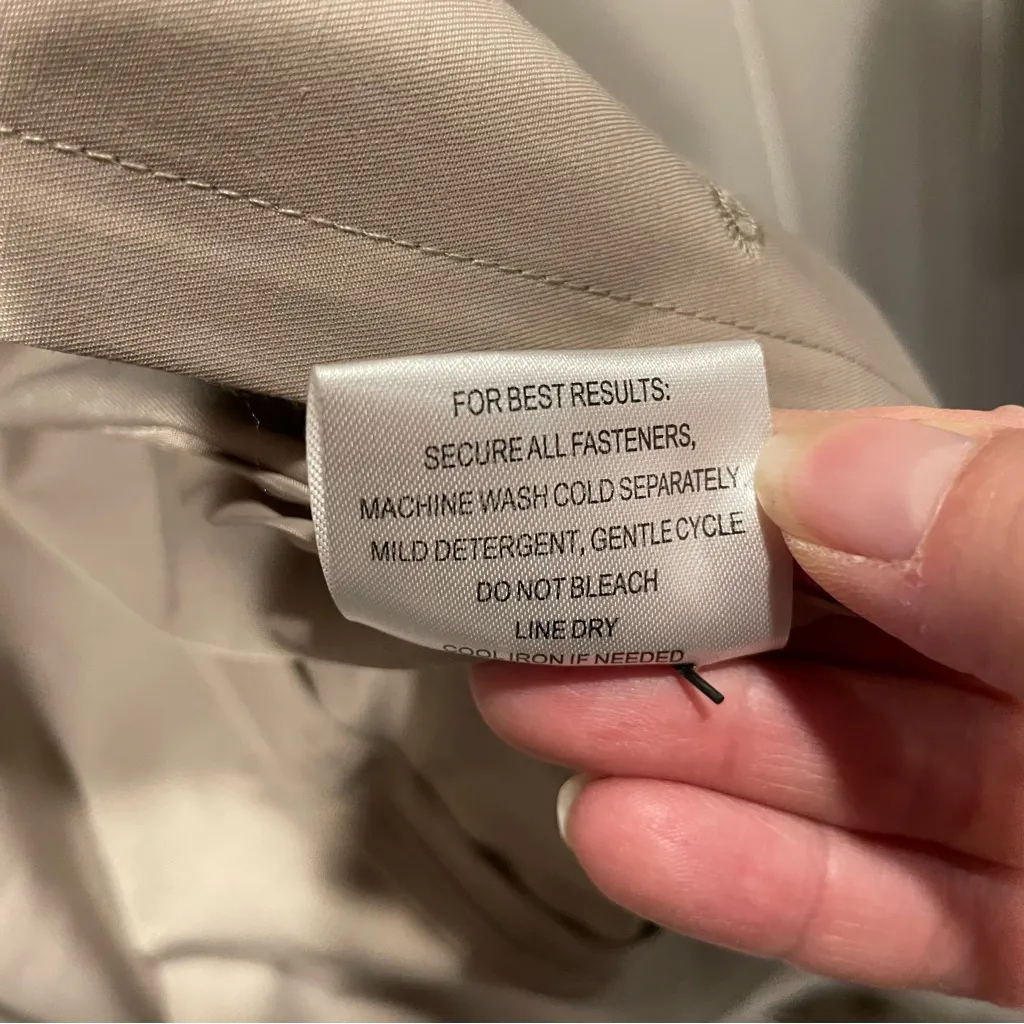 FOR BEST RESULTS:
SECURE ALL FASTENERS,
MACHINE WASH COLD SEPARATELY.
MILD DETERGENT, GENTLE CYCLE
DO NOT BLEACH
LINE DRY
COOL IRON IF NEEDED